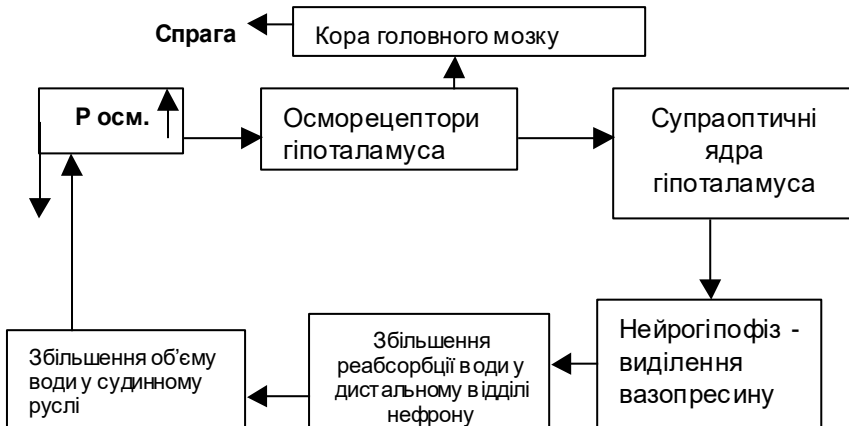 Спрага
Кора головного мозку
Р осм.
Осморецептори
гіпоталамуса
Супраоптичні
ядра
гіпоталамуса
Нейрогіпофіз -
виділення
вазопресину
Збільшення
реабсорбції води у
дистальному відділі
нефрону
Збільшення об’єму
води у судинному
руслі